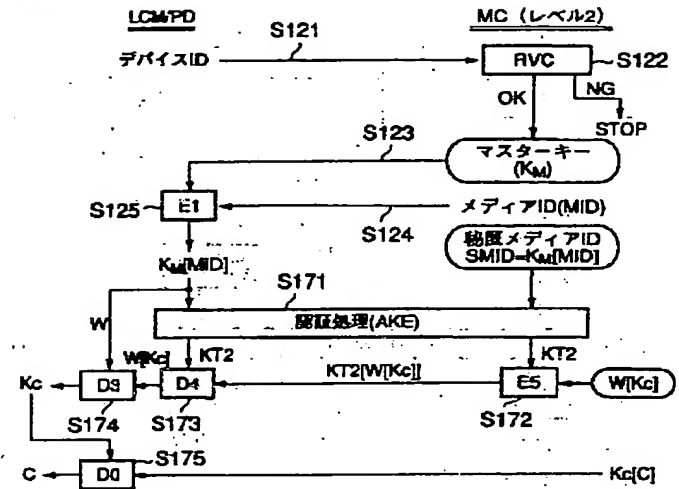 LCM/PD
MC (レベル2)
S121
デバイスID
RVC
S122
OK
NG
STOP
S123
マスターキー
(KM)
E1
S125
メディアID(MID)
S124
KM[MID]
秘匿メディアID
SMID=KM[MID]
S171
W
認証処理(AKE)
W[Kc]
KT2
KT2
KT2[W[Kc]]
Kc
D3
D4
E5
W[Kc]
S174
S173
S172
S175
C
D0
Kc[C]